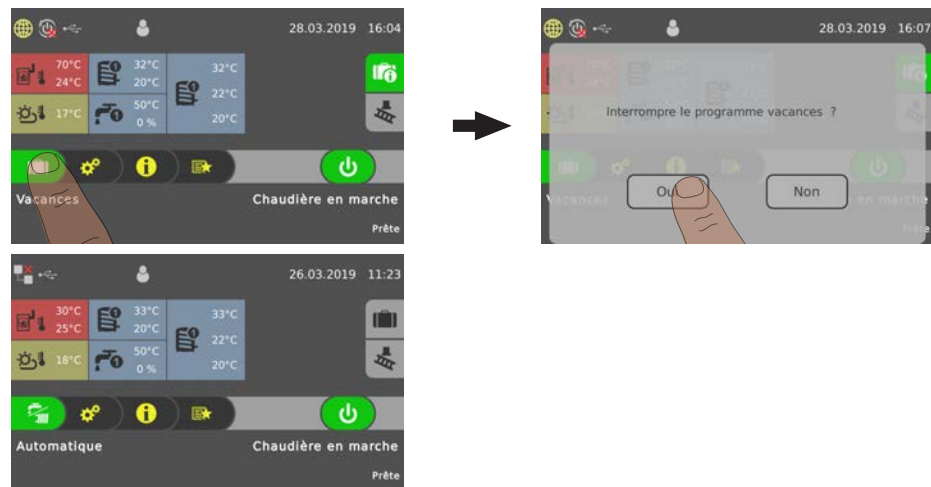 28.03.2019 16:04
70°C
24°C
32°C
20°C
32°C
22°C
20°C
17°C
50°C
0 %
Vacances
Chaudière en marche
Prête
28.03.2019 16:07
Interrompre le programme vacances ?
Oui
Non
26.03.2019 11:23
30°C
25°C
33°C
20°C
33°C
22°C
20°C
18°C
50°C
0 %
Automatique
Chaudière en marche
Prête